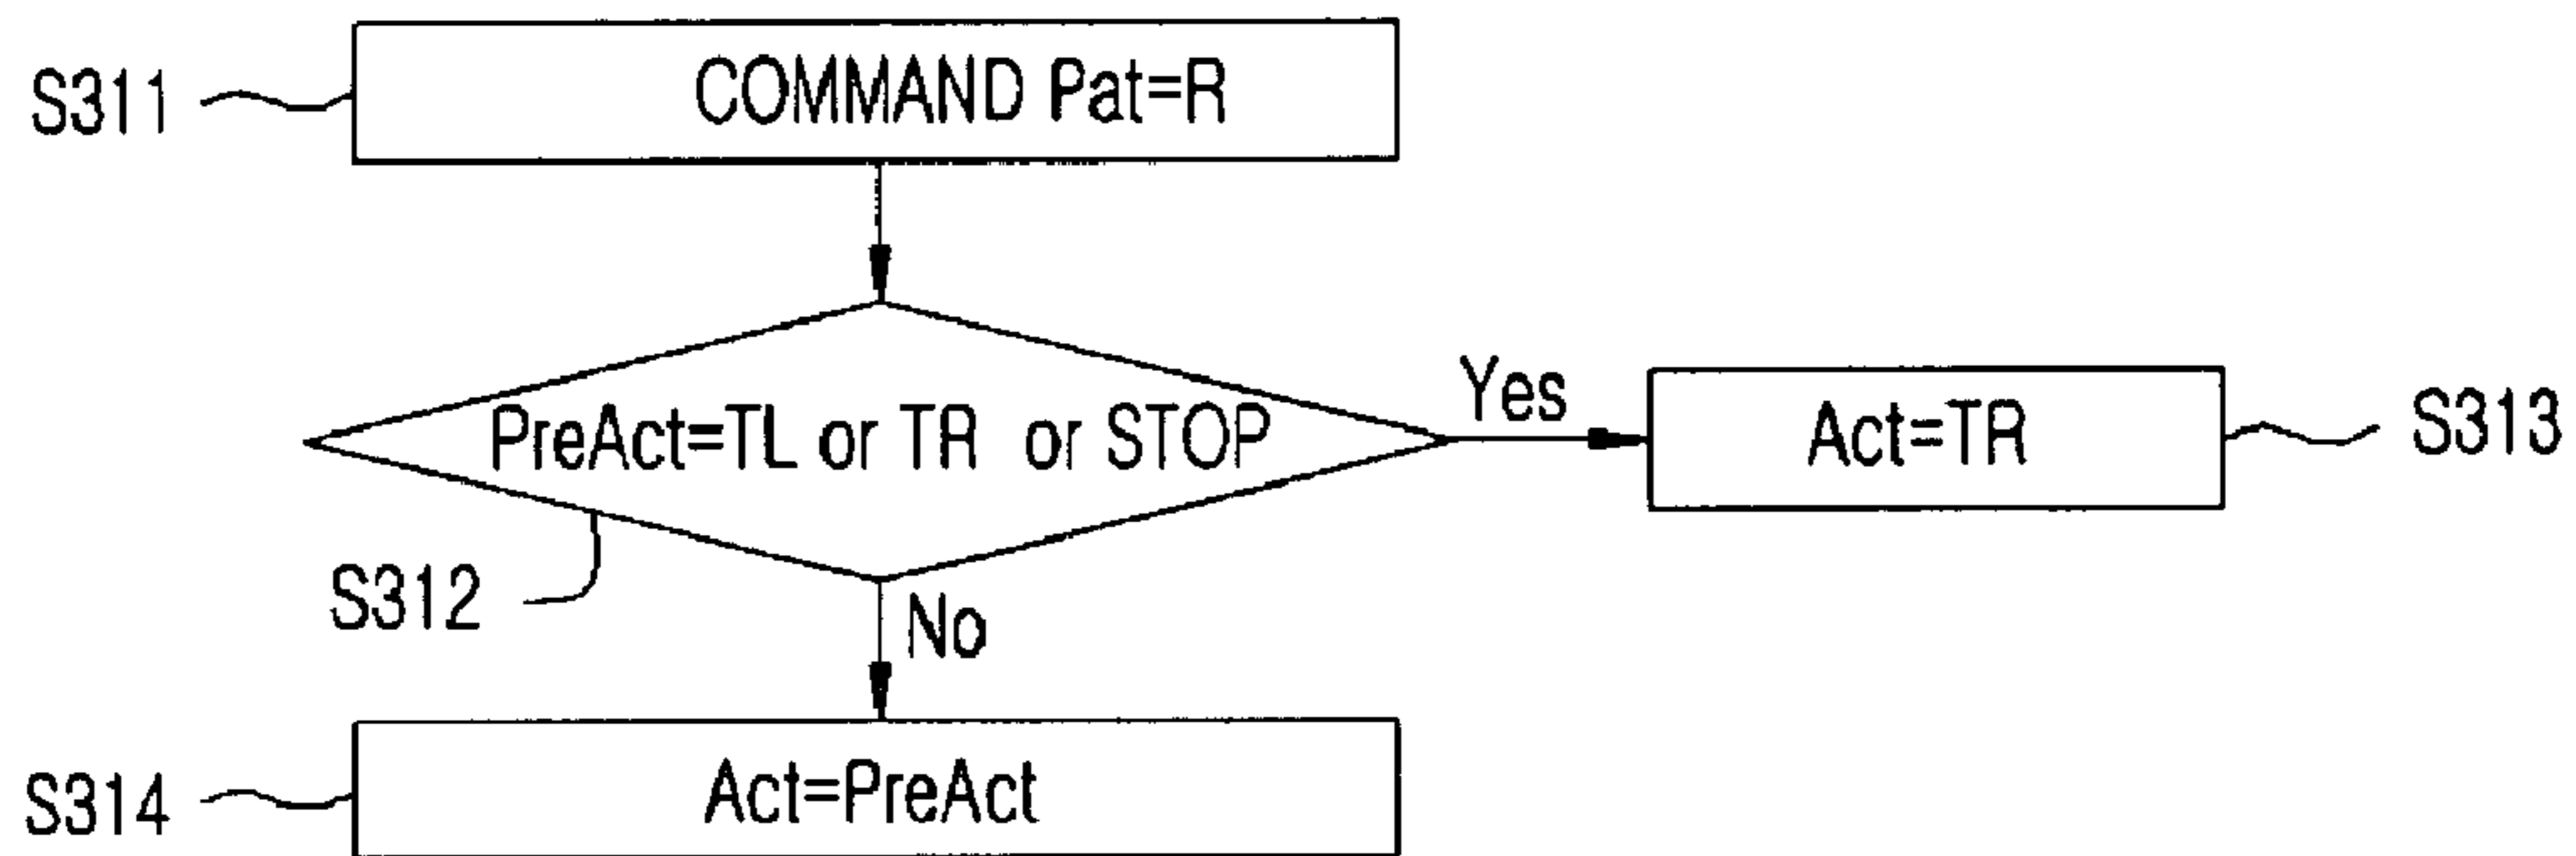 S311
COMMAND Pat=R
PreAct=TL or TR or STOP
Yes
Act=TR
S313
S312
No
S314
Act=PreAct